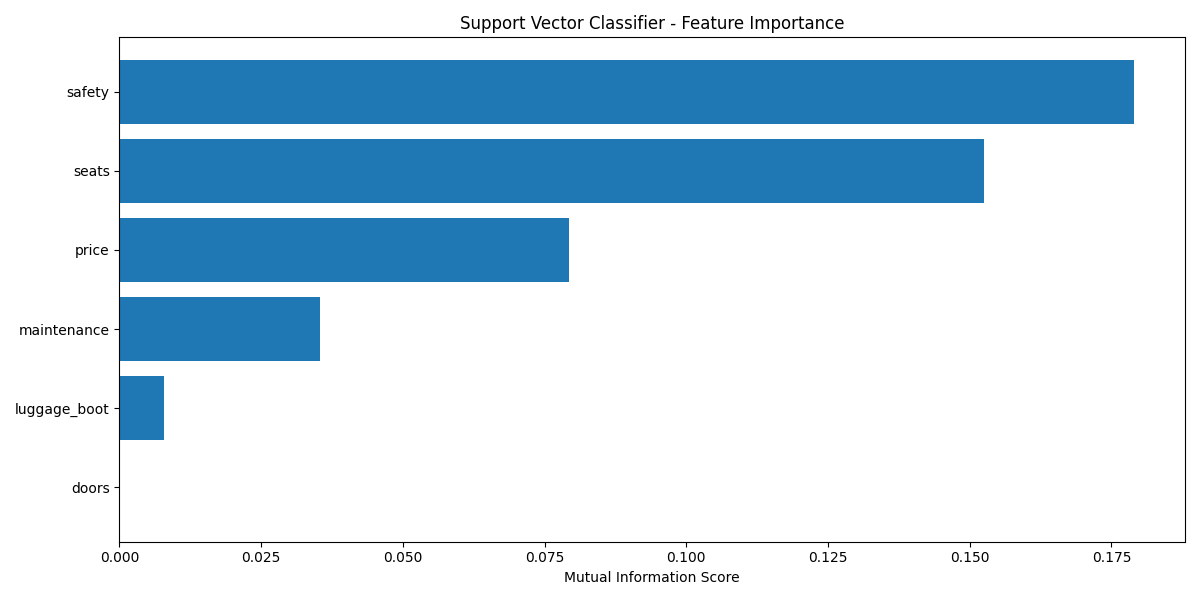 Support Vector Classifier - Feature Importance
safety
seats
price
maintenance
luggage_boot
doors
0.000 0.025 0.050 0.075 0.100 0.125 0.150 0.175
Mutual Information Score